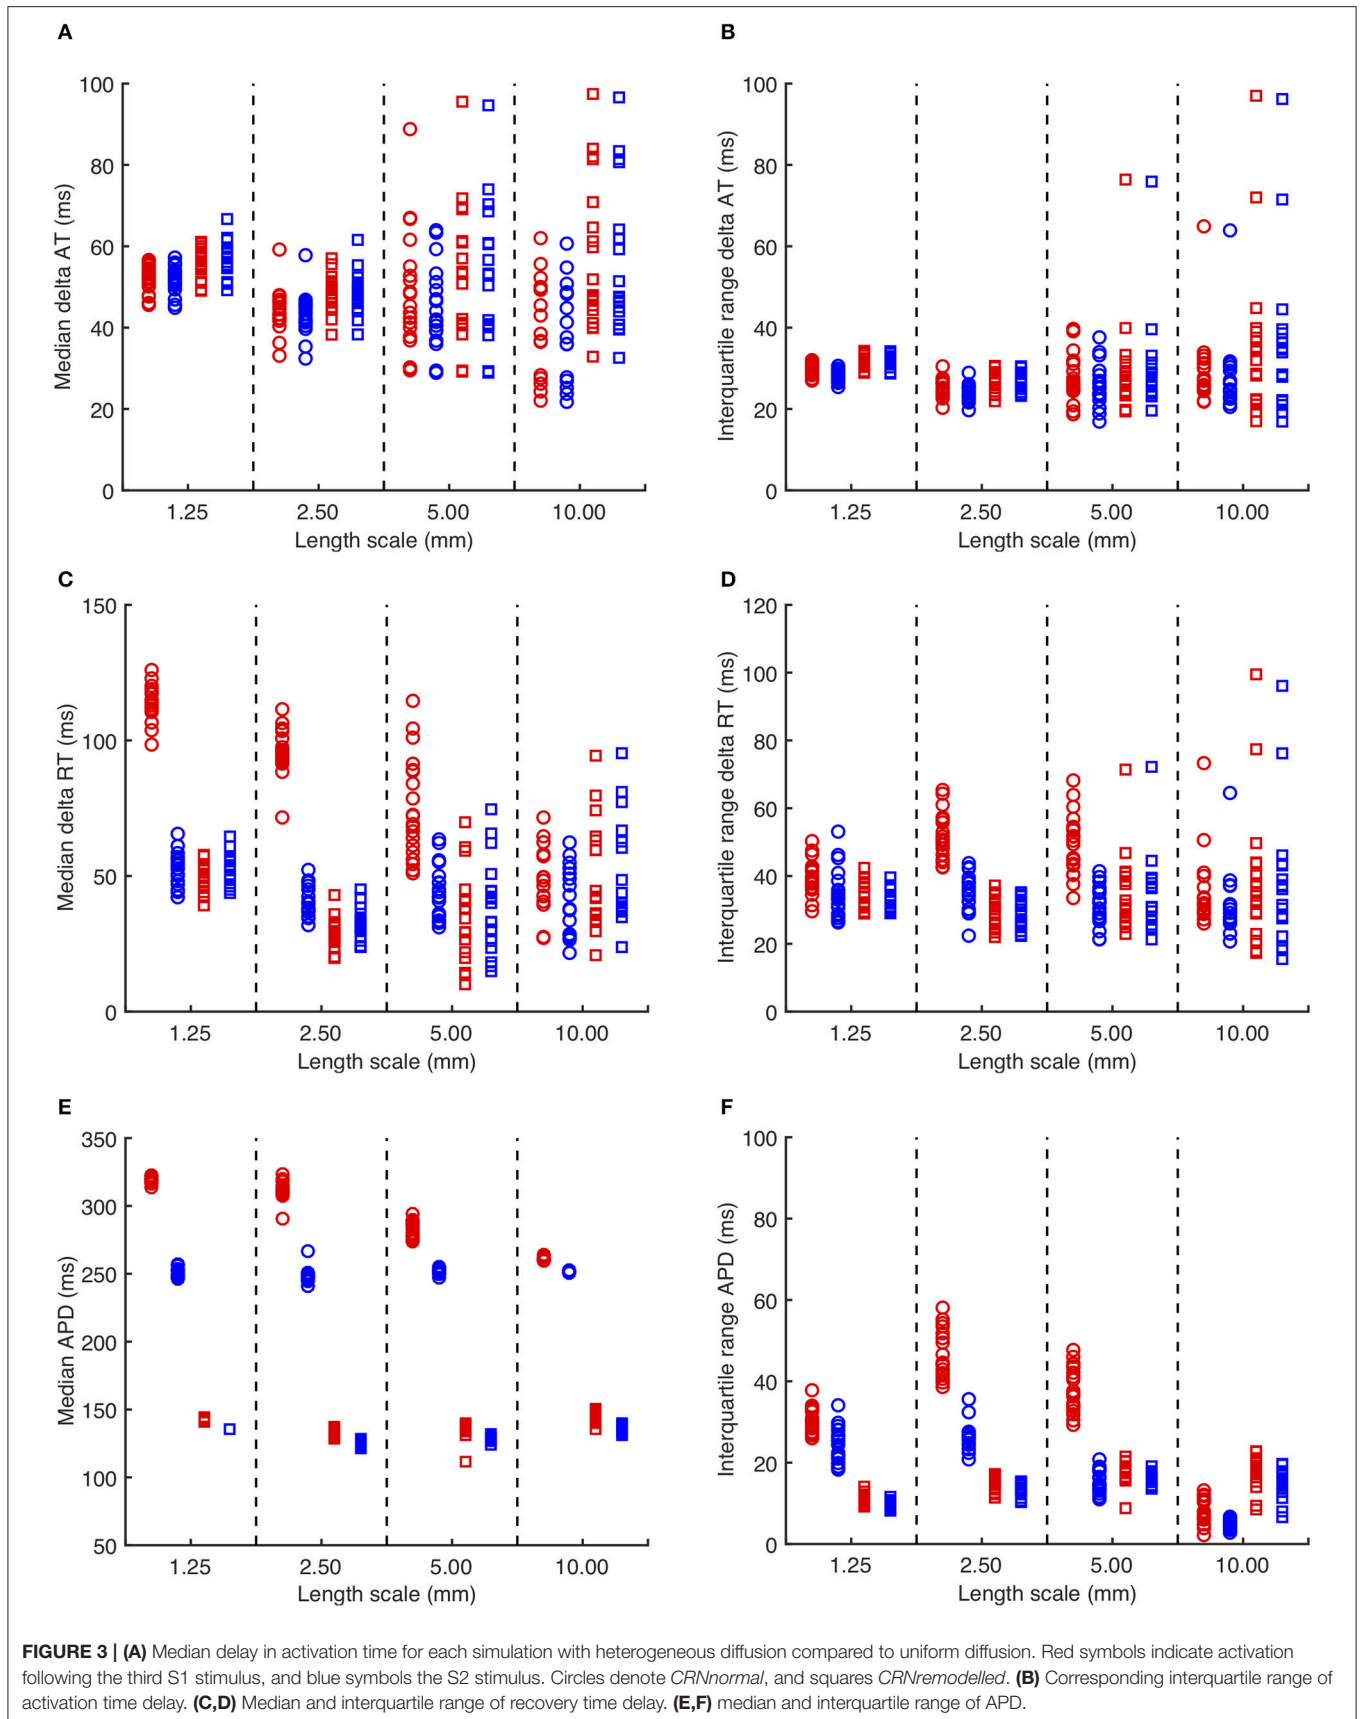 A
100
80
60
40
20
0
Median delta AT (ms)
1.25
2.50
5.00
10.00
Length scale (mm)
B
100
80
60
40
20
0
Interquartile range delta AT (ms)
1.25
2.50
5.00
10.00
Length scale (mm)
C
150
100
50
0
Median delta RT (ms)
1.25
2.50
5.00
10.00
Length scale (mm)
D
120
100
80
60
40
20
0
Interquartile range delta RT (ms)
1.25
2.50
5.00
10.00
Length scale (mm)
E
350
300
250
200
150
100
50
Median APD (ms)
1.25
2.50
5.00
10.00
Length scale (mm)
F
100
80
60
40
20
0
Interquartile range APD (ms)
1.25
2.50
5.00
10.00
Length scale (mm)
FIGURE 3 | (A) Median delay in activation time for each simulation with heterogeneous diffusion compared to uniform diffusion. Red symbols indicate activation
following the third S1 stimulus, and blue symbols the S2 stimulus. Circles denote CRNnormal, and squares CRNremodelled. (B) Corresponding interquartile range of
activation time delay. (C,D) Median and interquartile range of recovery time delay. (E,F) median and interquartile range of APD.